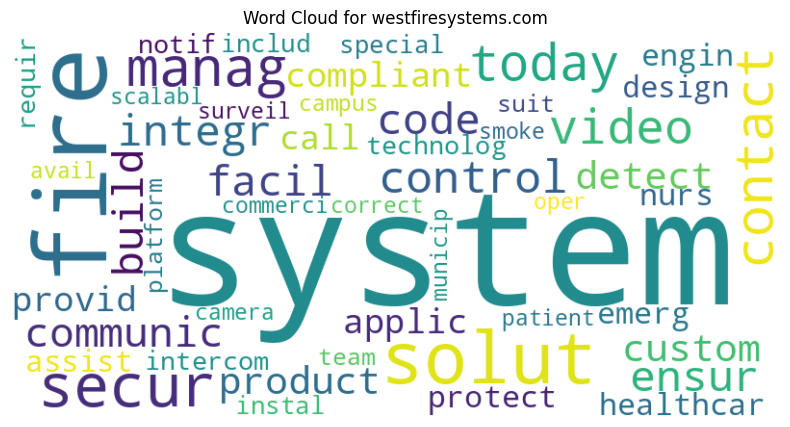 Word Cloud for westfiresystems.com
requir
notif
includ
special
today
engin
fire
manag
compliant
design
contact
scalabl
surveil
campus
code
suit
video
integr
call
technolog
smoke
avail
build
facil
control
detect
nurs
platform
commerci
correct
municip
oper
system
provid
camera
applic
patient
emerg
communic
solut
custom
assist
intercom
team
ensur
secur
product
instal
protect
healthcar